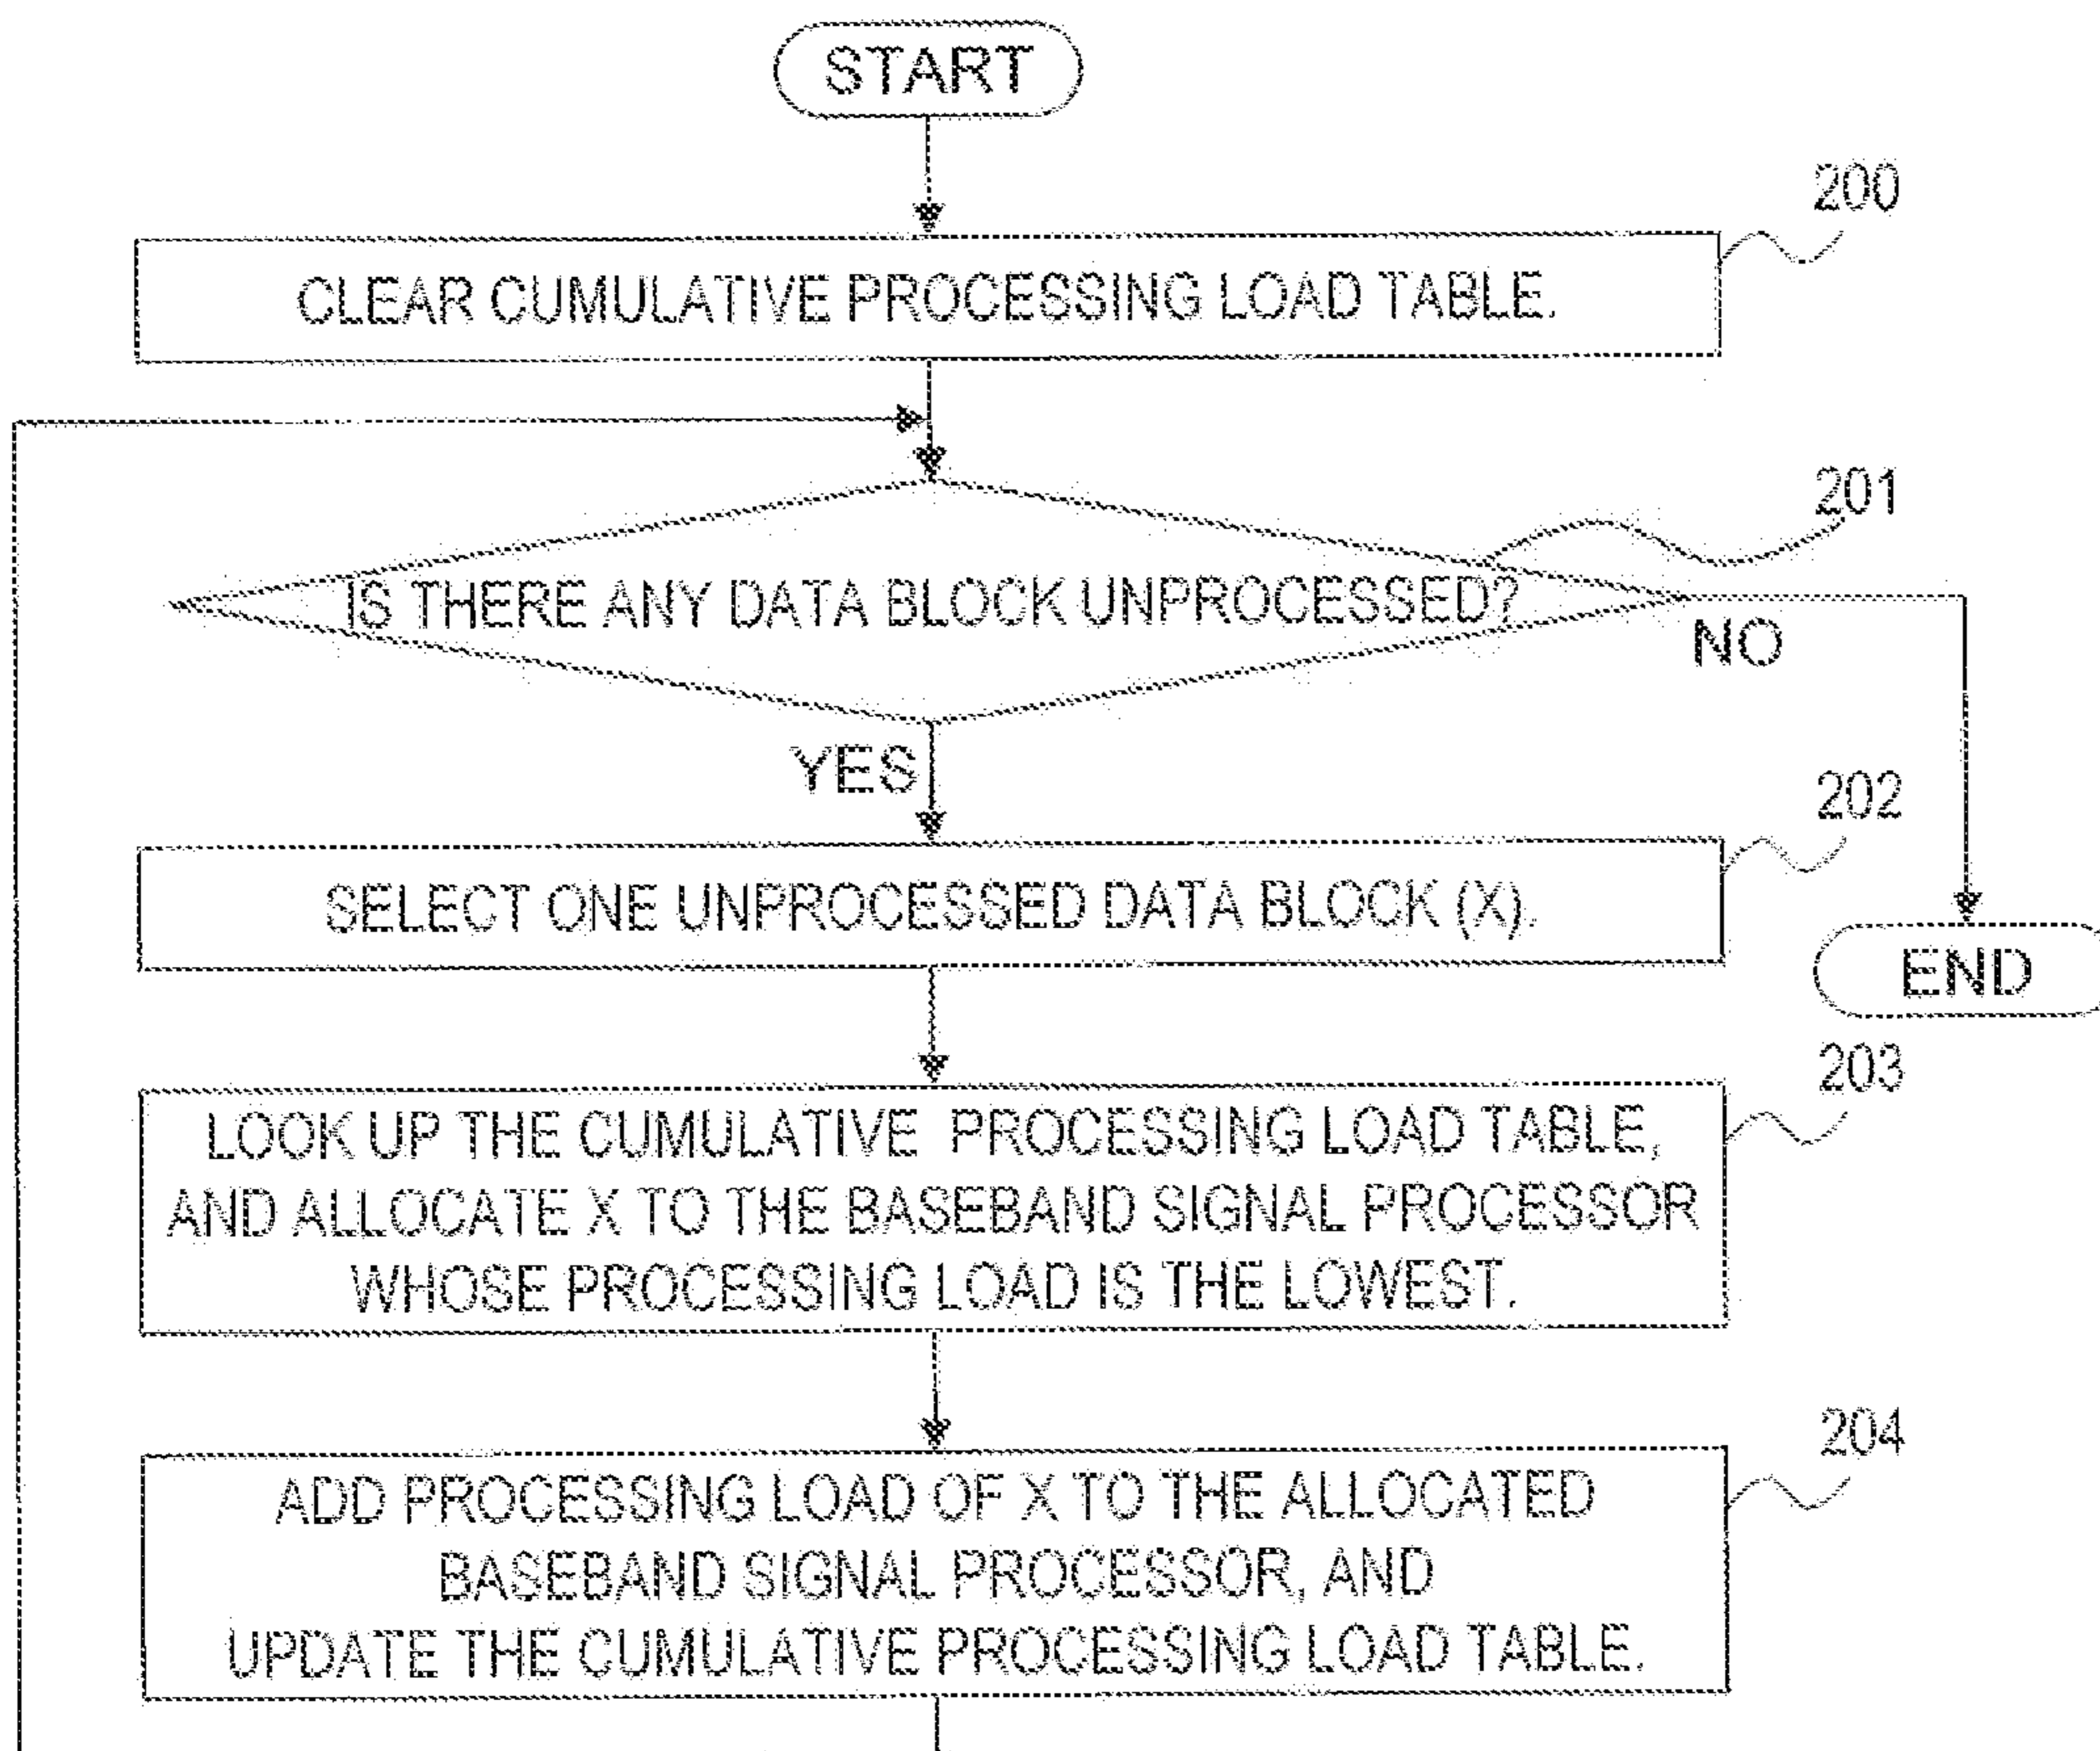 START
200
CLEAR CUMULATIVE PROCESSING LOAD TABLE.
201
IS THERE ANY DATA BLOCK UNPROCESSED?
NO
YES
202
SELECT ONE UNPROCESSED DATA BLOCK (X).
END
203
LOOK UP THE CUMULATIVE PROCESSING LOAD TABLE,
AND ALLOCATE X TO THE BASEBAND SIGNAL PROCESSOR
WHOSE PROCESSING LOAD IS THE LOWEST.
204
ADD PROCESSING LOAD OF X TO THE ALLOCATED
BASEBAND SIGNAL PROCESSOR, AND
UPDATE THE CUMULATIVE PROCESSING LOAD TABLE.